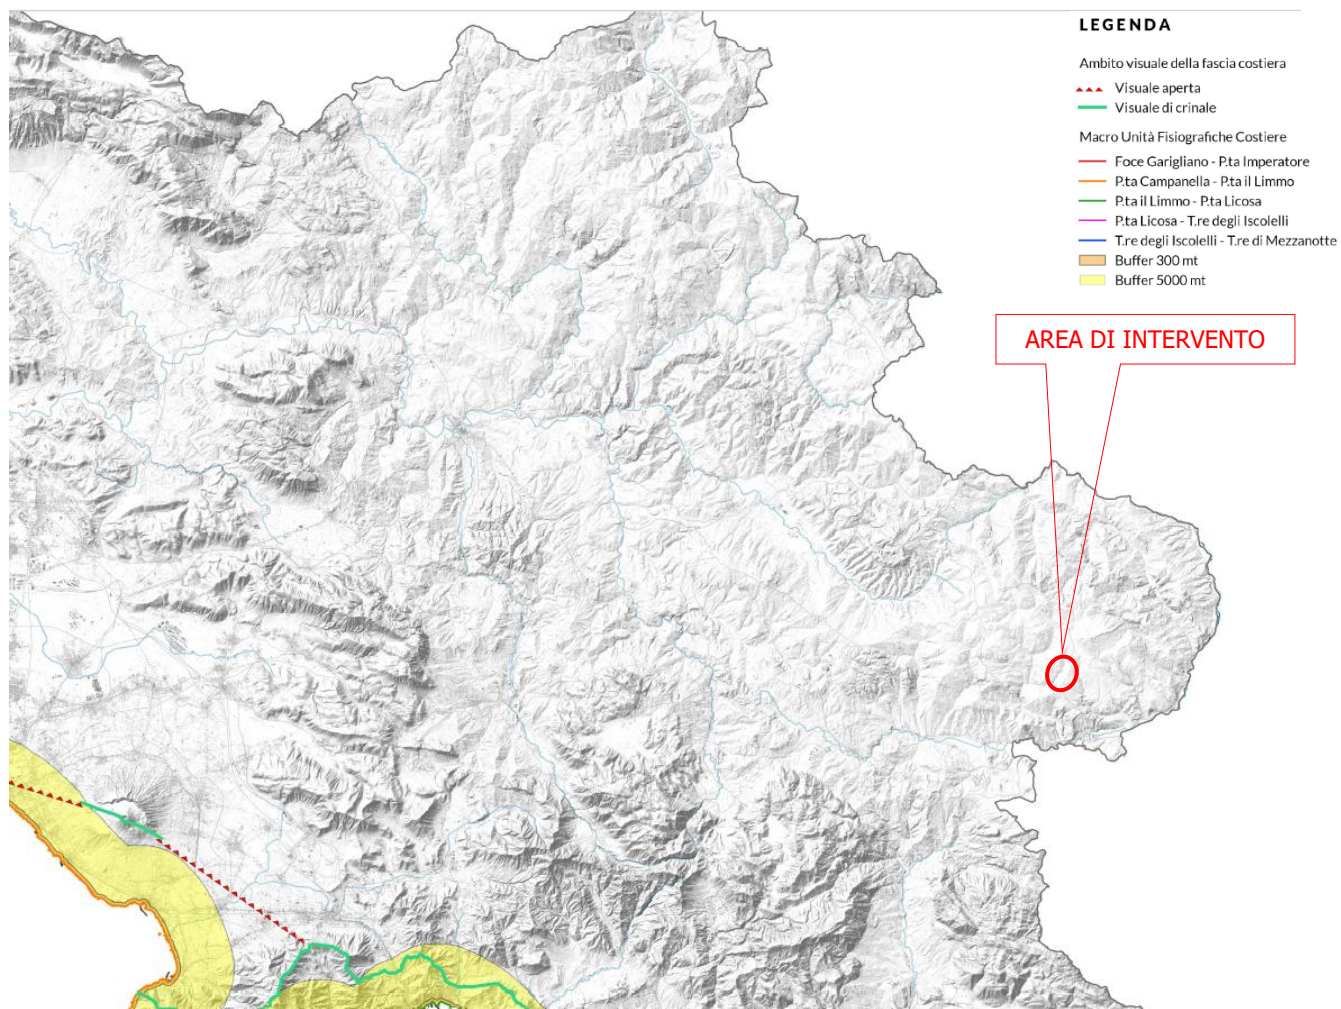 LEGENDA
Ambito visuale della fascia costiera
Visuale aperta
Visuale di crinale
Macro Unità Fisiografiche Costiere
Foce Garigliano - P.ta Imperatore
P.ta Campanella - P.ta il Limmo
P.ta il Limmo - P.ta Licosa
P.ta Licosa - T.re degli Iscolelli
T.re degli Iscolelli - T.re di Mezzanotte
Buffer 300 mt
Buffer 5000 mt
AREA DI INTERVENTO